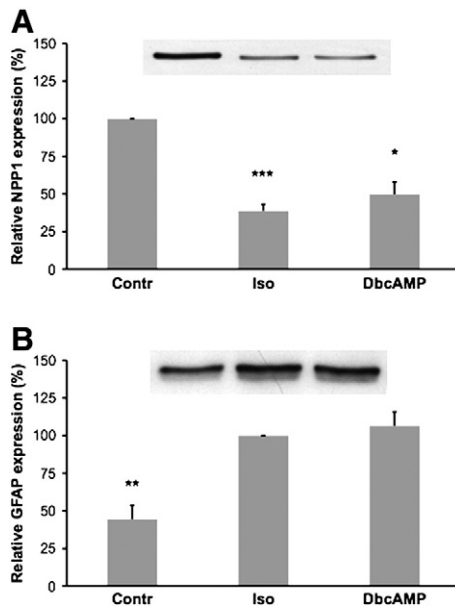 A
Relative NPP1 expression (%)
150
125
100
75
50
25
0
***
*
Contr Iso DbcAMP
B
Relative GFAP expression (%)
150
125
100
75
50
25
0
**
Contr Iso DbcAMP